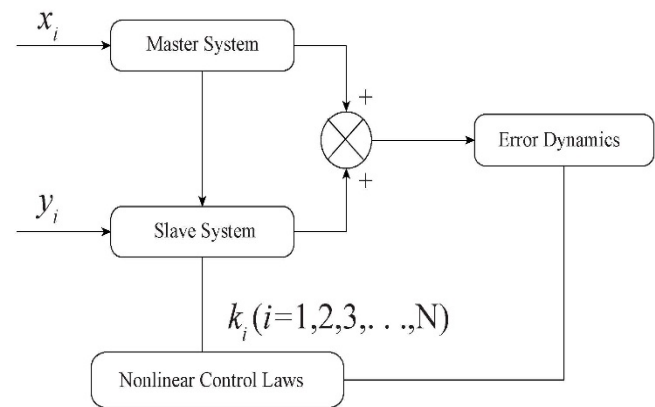 x_i
Master System
+
Error Dynamics
+
y_i
Slave System
k_i(i=1,2,3,. . .,N)
Nonlinear Control Laws